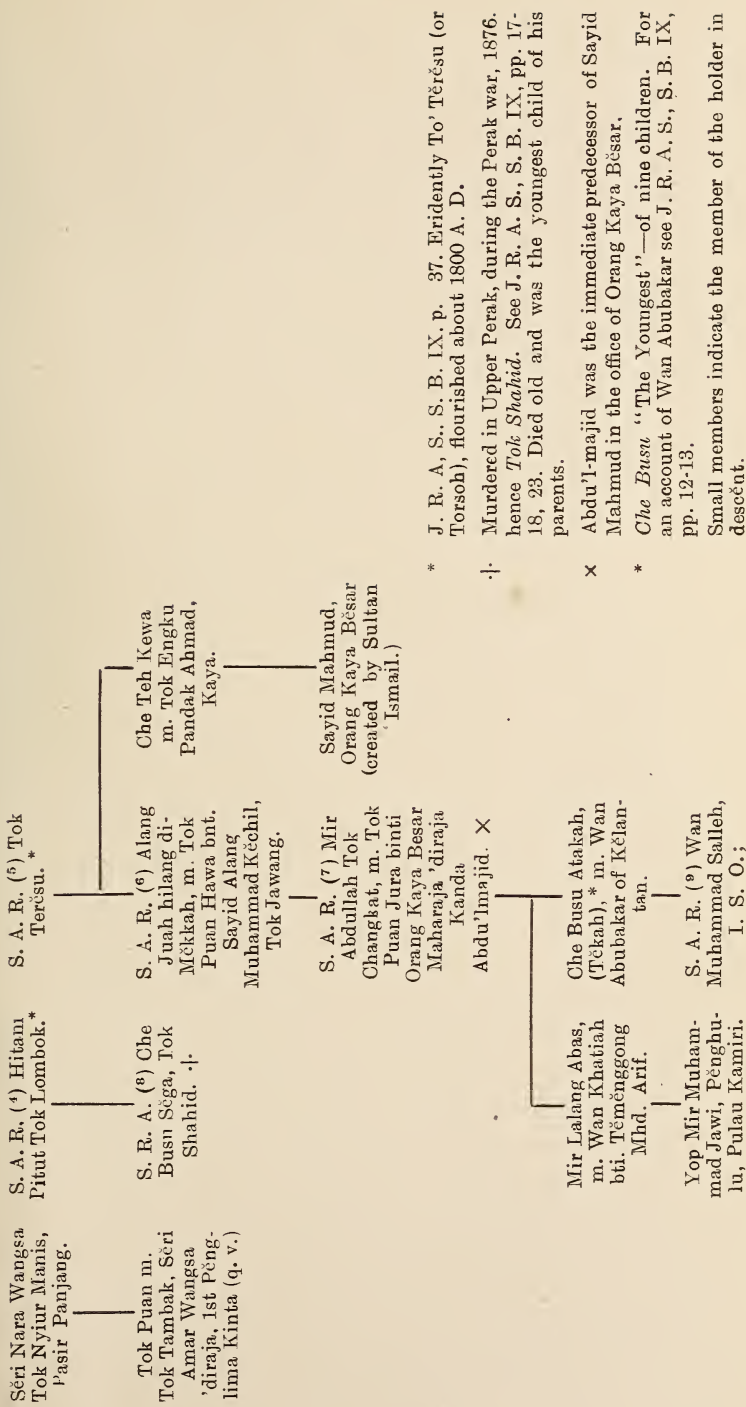 Sĕri Nara Wangsa
Tok Nyiur Manis,
Pasir Panjang.
S. A. R. (⁴) Hitam
Pitut Tok Lombok.*
S. A. R. (⁵) Tok
Terĕsu. *
Tok Puan m.
Tok Tambak, Sĕri
Amar Wangsa
'diraja, 1st Pĕng-
lima Kinta (q. v.)
S. R. A. (⁸) Che
Busu Sĕga, Tok
Shahid. ·|·
S. A. R. (⁶) Alang
Juah hilang di-
Mĕkkah, m. Tok
Puan Hawa bnt.
Sayid Alang
Muhammad Kĕchil,
Tok Jawang.
Che Teh Kewa
m. Tok Engku
Pandak Ahmad,
Kaya.
S. A. R. (⁷) Mir
Abdullah Tok
Changkat, m. Tok
Puan Jura binti
Orang Kaya Besar
Maharaja 'diraja
Kanda
Abdu'lmajid. ×
Sayid Mahmud,
Orang Kaya Bĕsar
(created by Sultan
Ismail.)
Mir Lalang Abas,
m. Wan Khatiah
bti. Tĕmĕnggong
Mhd. Arif.
Che Busu Atakah,
(Tĕkah), * m. Wan
Abubakar of Kĕlan-
tan.
Yop Mir Muham-
mad Jawi, Pĕnghu-
lu, Pulau Kamiri.
S. A. R. (⁹) Wan
Muhammad Salleh,
I. S. O.;
* J. R. A, S.. S. B. IX. p. 37. Eridently To' Tĕrĕsu (or
Torsoh), flourished about 1800 A. D.
·|· Murdered in Upper Perak, during the Perak war, 1876.
hence Tok Shahid. See J. R. A. S., S. B. IX, pp. 17-
18, 23. Died old and was the youngest child of his
parents.
× Abdu'l-majid was the immediate predecessor of Sayid
Mahmud in the office of Orang Kaya Bĕsar.
* Che Busu "The Youngest"—of nine children. For
an account of Wan Abubakar see J. R. A. S., S. B. IX,
pp. 12-13.
Small members indicate the member of the holder in
descĕut.